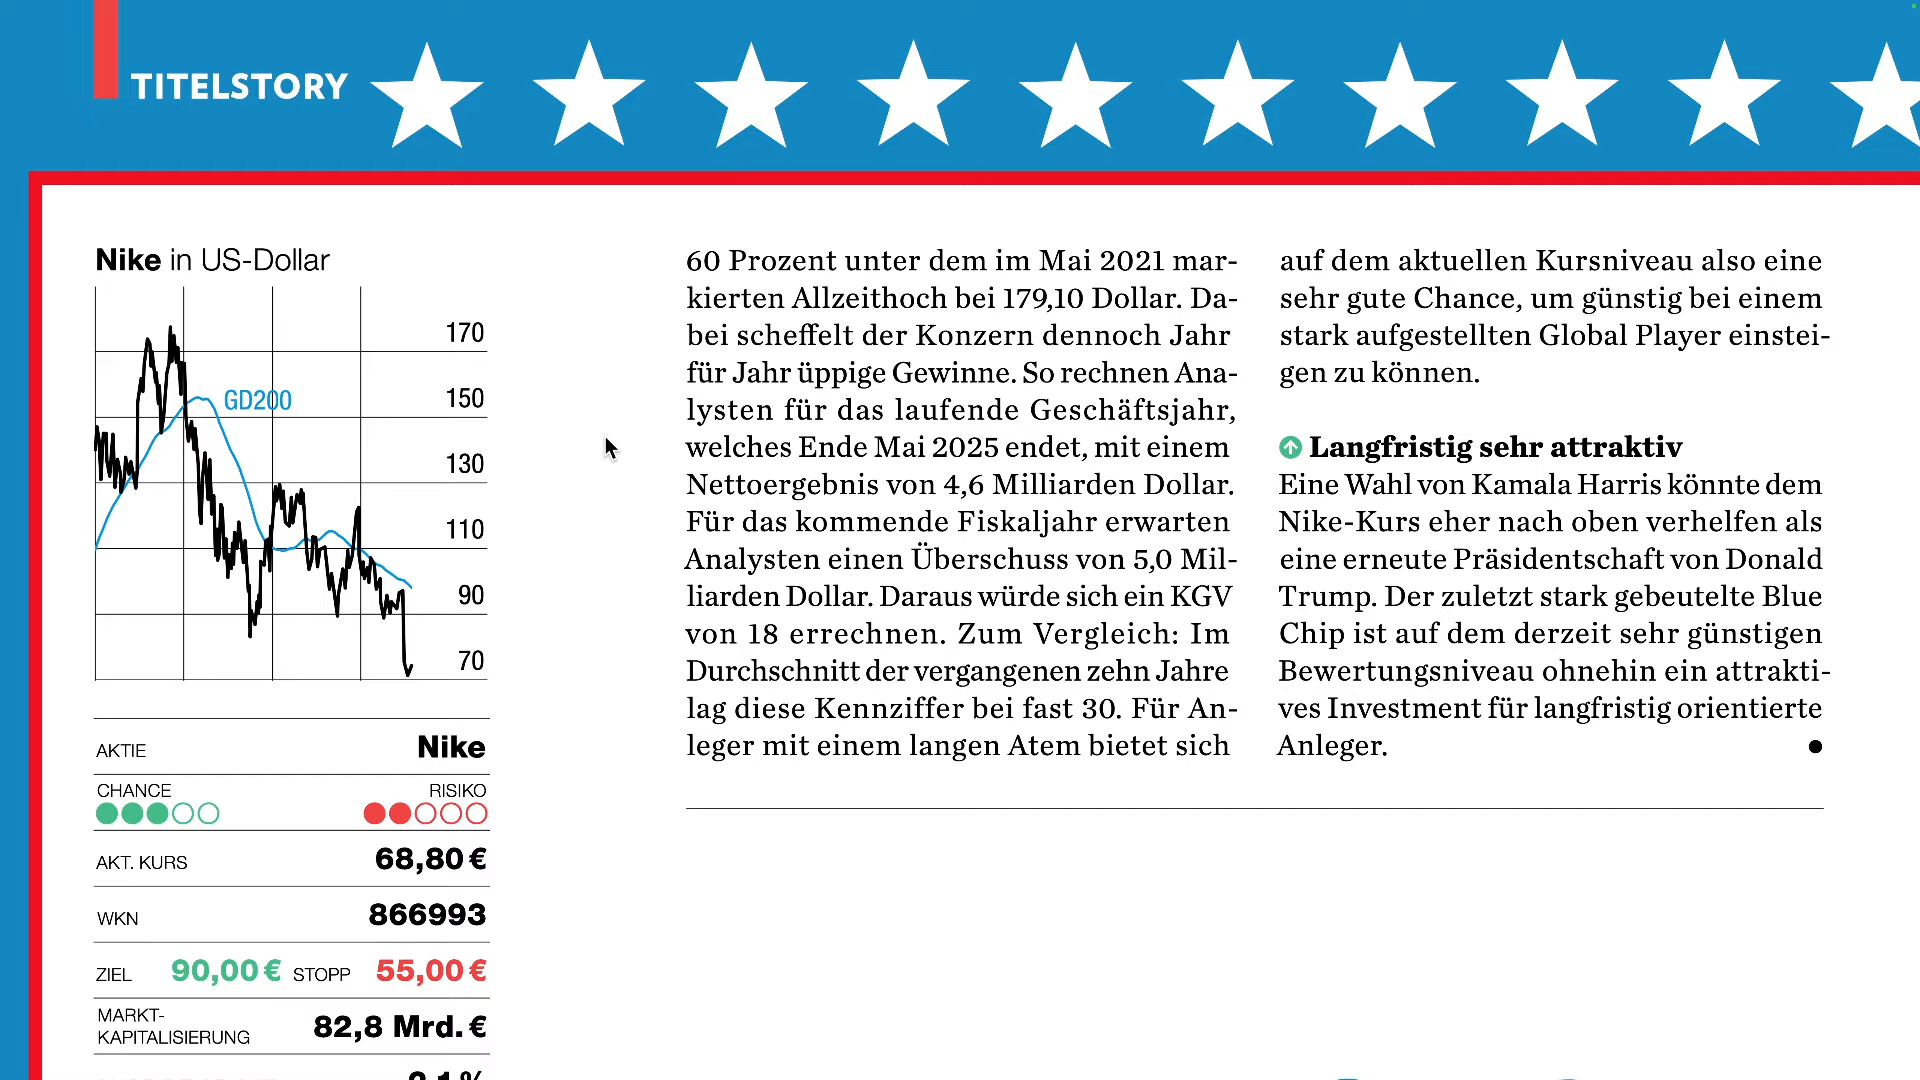 TITELSTORY
Nike in US-Dollar
170
GD200
150
130
110
90
70
AKTIE Nike
CHANCE RISIKO
AKT. KURS 68,80 €
WKN 866993
ZIEL 90,00 € STOPP 55,00 €
MARKT-
KAPITALISIERUNG 82,8 Mrd. €
60 Prozent unter dem im Mai 2021 mar-
kierten Allzeithoch bei 179,10 Dollar. Da-
bei scheffelt der Konzern dennoch Jahr
für Jahr üppige Gewinne. So rechnen Ana-
lysten für das laufende Geschäftsjahr,
welches Ende Mai 2025 endet, mit einem
Nettoergebnis von 4,6 Milliarden Dollar.
Für das kommende Fiskaljahr erwarten
Analysten einen Überschuss von 5,0 Mil-
liarden Dollar. Daraus würde sich ein KGV
von 18 errechnen. Zum Vergleich: Im
Durchschnitt der vergangenen zehn Jahre
lag diese Kennziffer bei fast 30. Für An-
leger mit einem langen Atem bietet sich
auf dem aktuellen Kursniveau also eine
sehr gute Chance, um günstig bei einem
stark aufgestellten Global Player einstei-
gen zu können.
Langfristig sehr attraktiv
Eine Wahl von Kamala Harris könnte dem
Nike-Kurs eher nach oben verhelfen als
eine erneute Präsidentschaft von Donald
Trump. Der zuletzt stark gebeutelte Blue
Chip ist auf dem derzeit sehr günstigen
Bewertungsniveau ohnehin ein attrakti-
ves Investment für langfristig orientierte
Anleger.